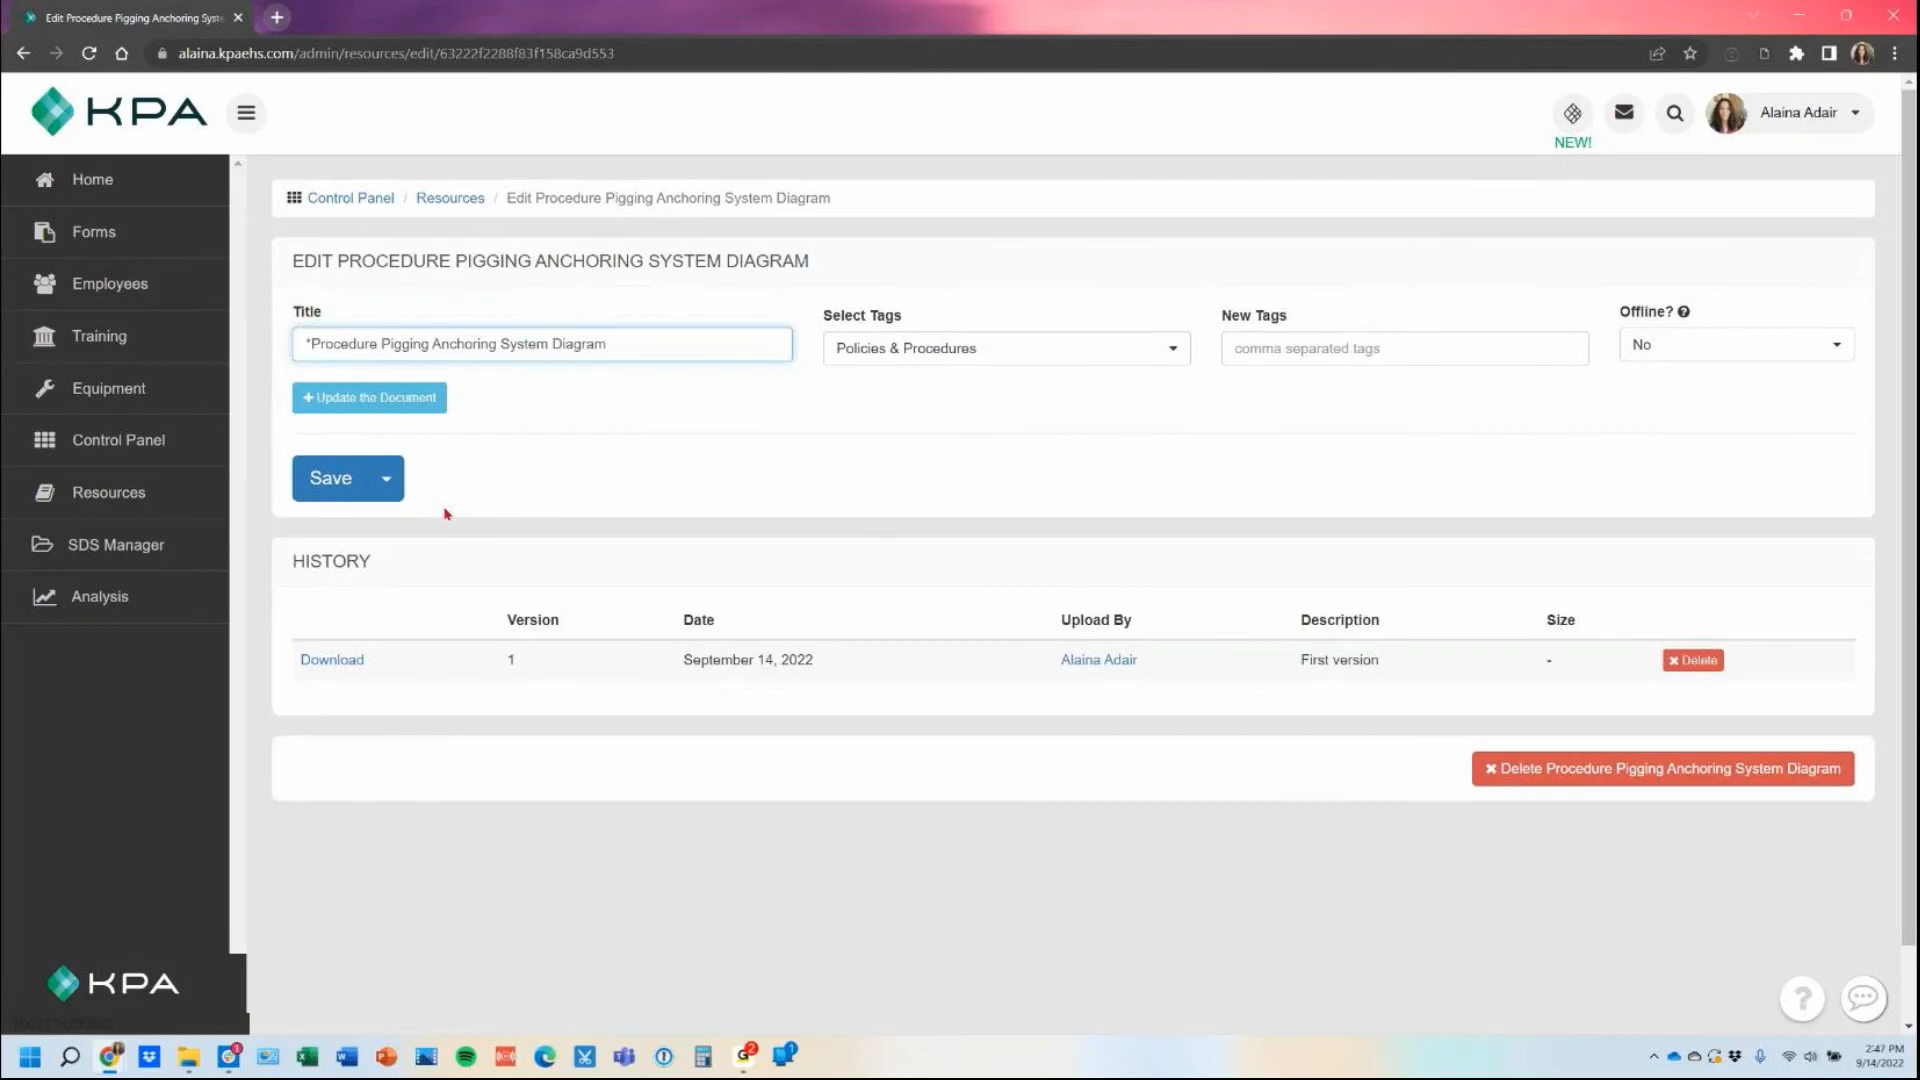 Edit Procedure Pigging Anchoring Syste
alaina.kpaehs.com/admin/resources/edit/63222f2288f83f158ca9d553
KPA
NEW!
Alaina Adair
Home
Forms
Employees
Training
Equipment
Control Panel
Resources
SDS Manager
Analysis
KPA
Control Panel / Resources / Edit Procedure Pigging Anchoring System Diagram
EDIT PROCEDURE PIGGING ANCHORING SYSTEM DIAGRAM
Title
Select Tags
New Tags
Offline?
*Procedure Pigging Anchoring System Diagram
Policies & Procedures
comma separated tags
No
Update the Document
Save
HISTORY
Version Date Upload By Description Size
Download 1 September 14, 2022 Alaina Adair First version - Delete
Delete Procedure Pigging Anchoring System Diagram
2:47 PM
9/14/2022